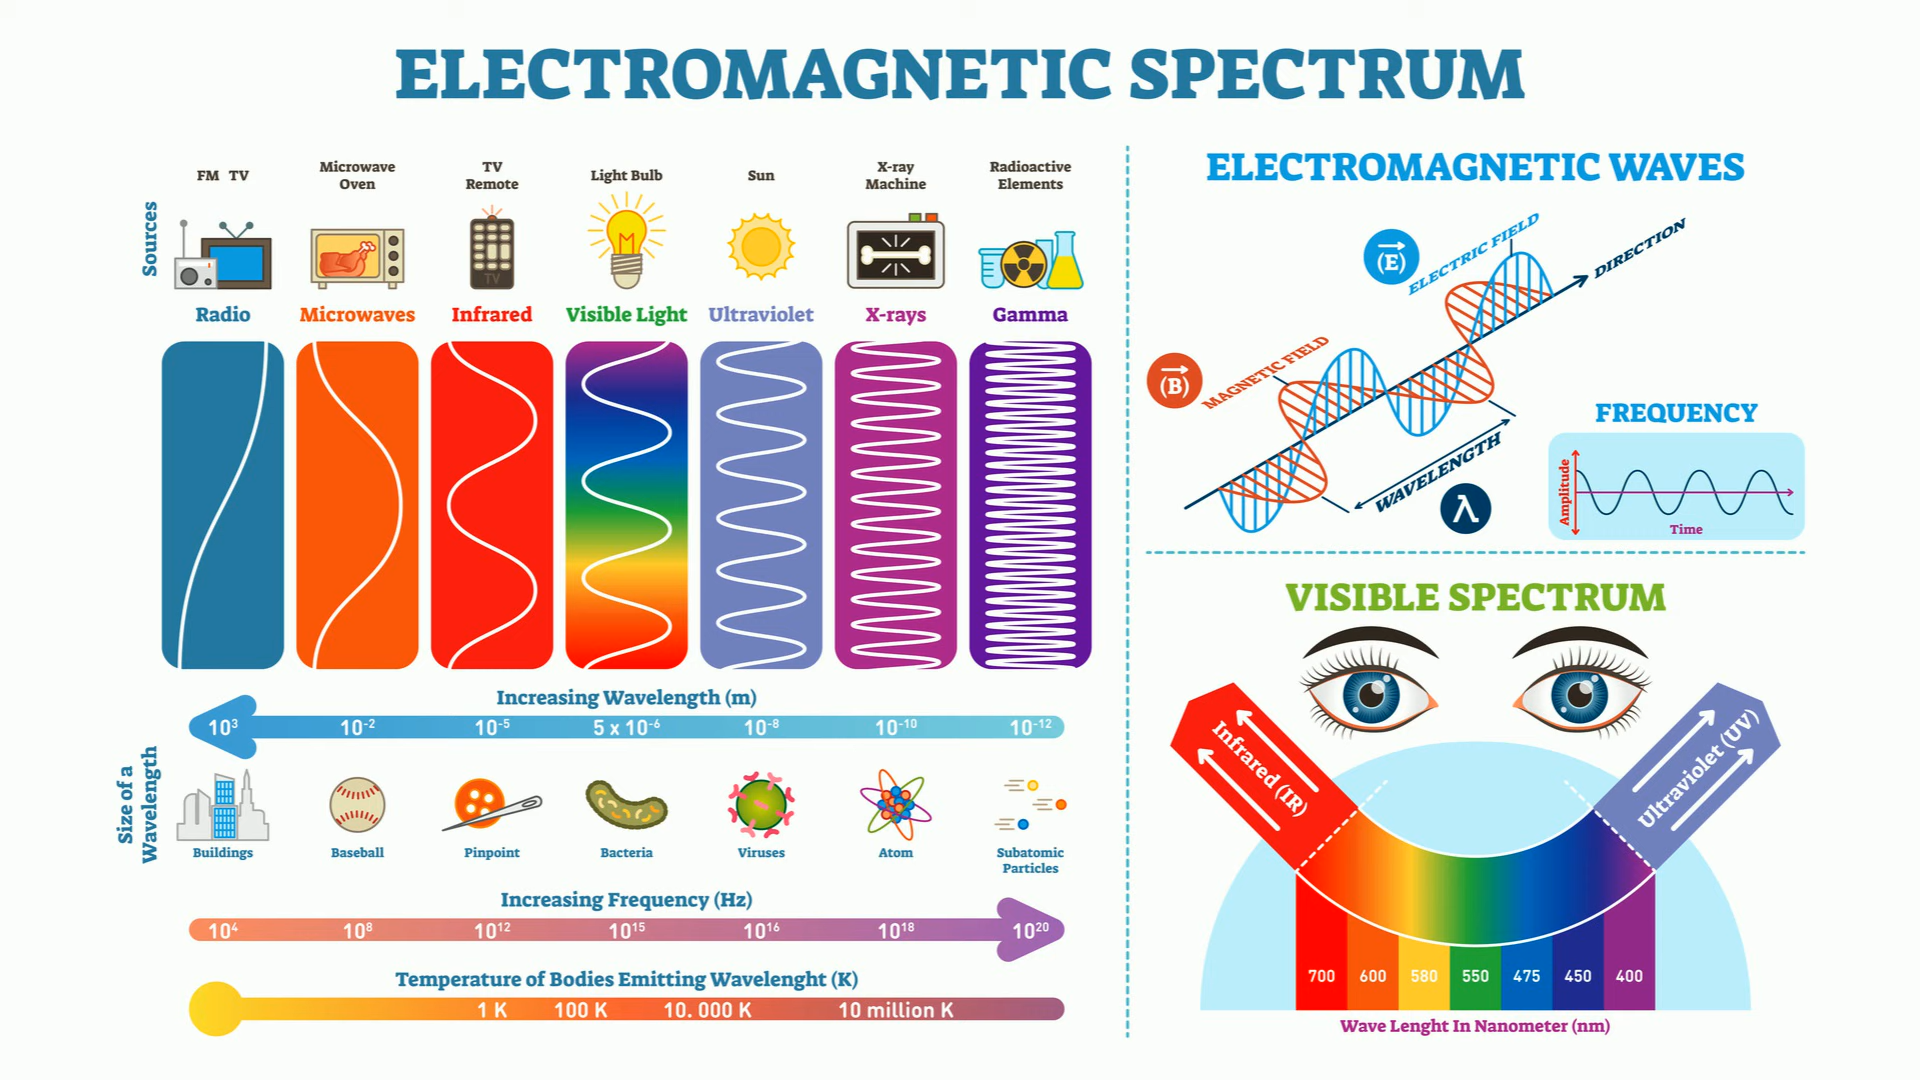 ELECTROMAGNETIC SPECTRUM
Sources
FM TV
Microwave
Oven
TV
Remote
Light Bulb
Sun
X-ray
Machine
Radioactive
Elements
TV
Radio
Microwaves
Infrared
Visible Light
Ultraviolet
X-rays
Gamma
Increasing Wavelength (m)
10³ 10⁻² 10⁻⁵ 5 x 10⁻⁶ 10⁻⁸ 10⁻¹⁰ 10⁻¹²
Size of a
Wavelength
Buildings
Baseball
Pinpoint
Bacteria
Viruses
Atom
Subatomic
Particles
Increasing Frequency (Hz)
10⁴ 10⁸ 10¹² 10¹⁵ 10¹⁶ 10¹⁸ 10²⁰
Temperature of Bodies Emitting Wavelenght (K)
1 K 100 K 10. 000 K 10 million K
ELECTROMAGNETIC WAVES
(E)
ELECTRIC FIELD
DIRECTION
(B)
MAGNETIC FIELD
WAVELENGTH
λ
FREQUENCY
Amplitude
Time
VISIBLE SPECTRUM
Infrared (IR)
Ultraviolet (UV)
700 600 580 550 475 450 400
Wave Lenght In Nanometer (nm)